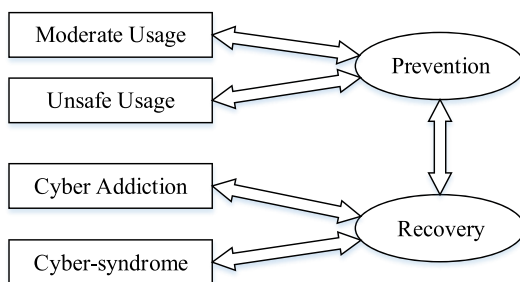 Moderate Usage
Prevention
Unsafe Usage
Cyber Addiction
Recovery
Cyber-syndrome